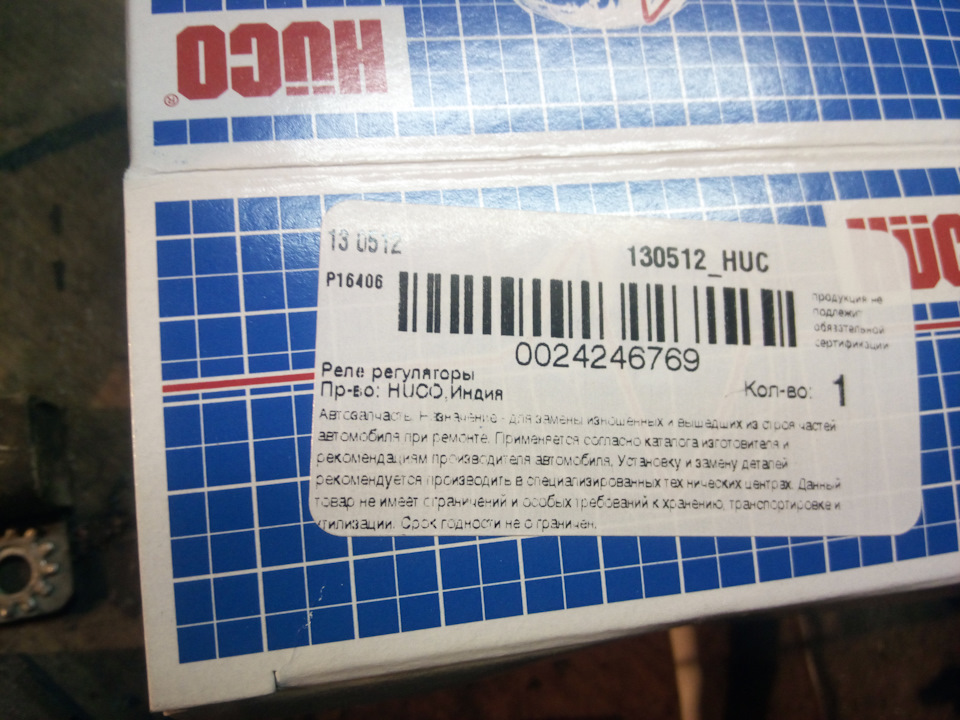 HÜCO
®
HÜCO
13 0512
130512_HUC
P16406
продукция не
подлежит
обязательной
сертификации
0024246769
Реле регуляторы
Пр-во: HUCO, Индия
Кол-во: 1
Автозапчасть. Назначение - для замены изношенных и вышедших из строя частей
автомобиля при ремонте. Применяется согласно каталога изготовителя и
рекомендациям производителя автомобиля. Установку и замену деталей
рекомендуется производить в специализированных технических центрах. Данный
товар не имеет ограничений и особых требований к хранению, транспортировке и
утилизации. Срок годности не ограничен.